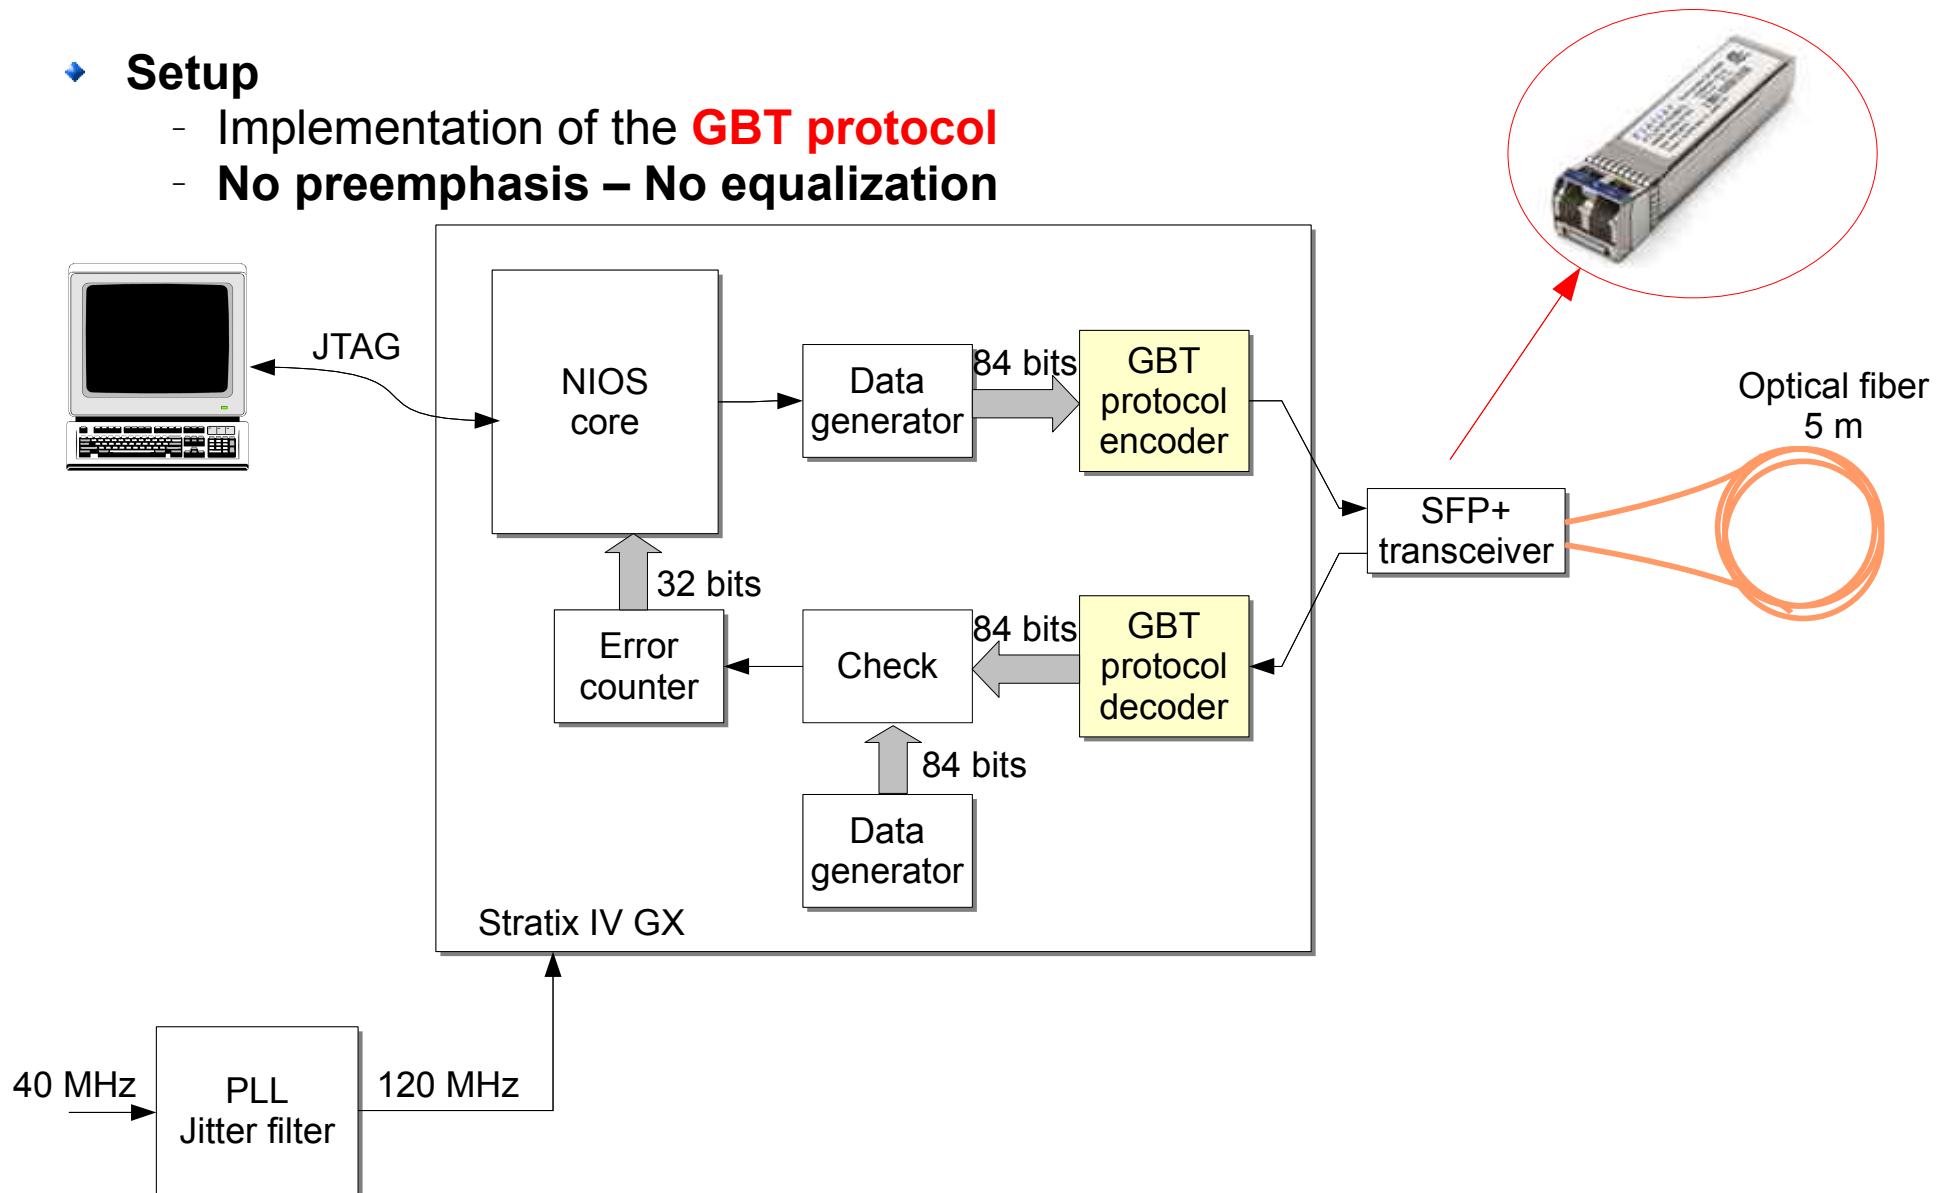 Setup
- Implementation of the GBT protocol
- No preemphasis – No equalization
JTAG
NIOS
core
Data
generator
84 bits
GBT
protocol
encoder
Optical fiber
5 m
SFP+
transceiver
32 bits
Error
counter
Check
84 bits
GBT
protocol
decoder
84 bits
Data
generator
Stratix IV GX
40 MHz
PLL
Jitter filter
120 MHz